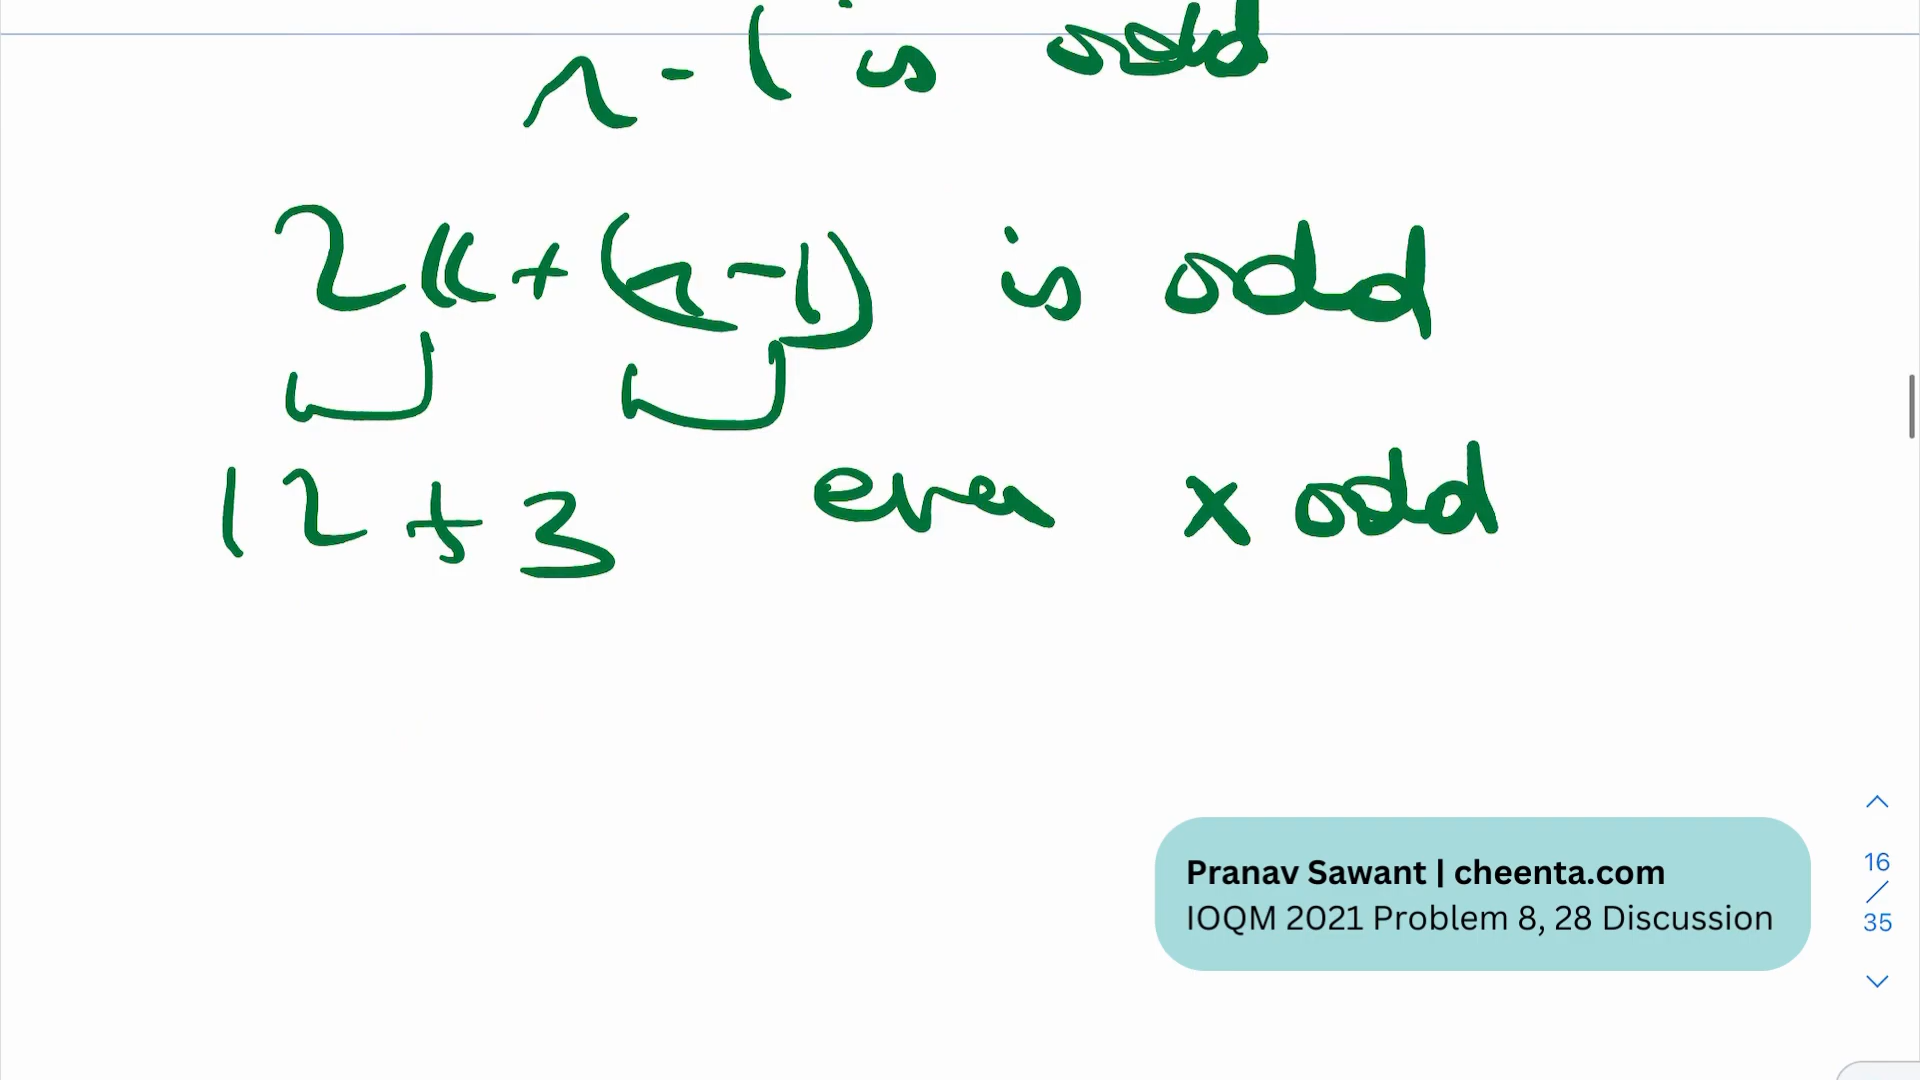 n - 1 is odd
2k + (n-1) is odd
12 + 3 even x odd
Pranav Sawant | cheenta.com
IOQM 2021 Problem 8, 28 Discussion
16
/
35